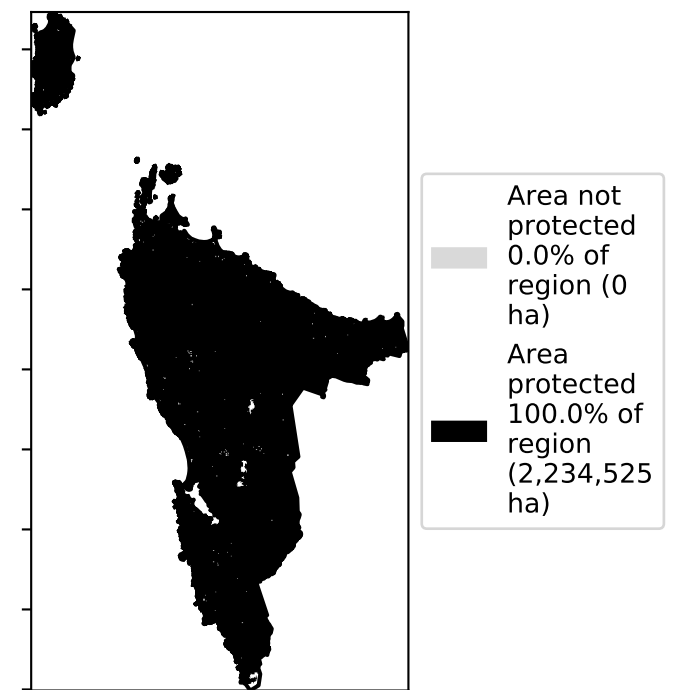 Area not
protected
0.0% of
region (0
ha)
Area
protected
100.0% of
region
(2,234,525
ha)